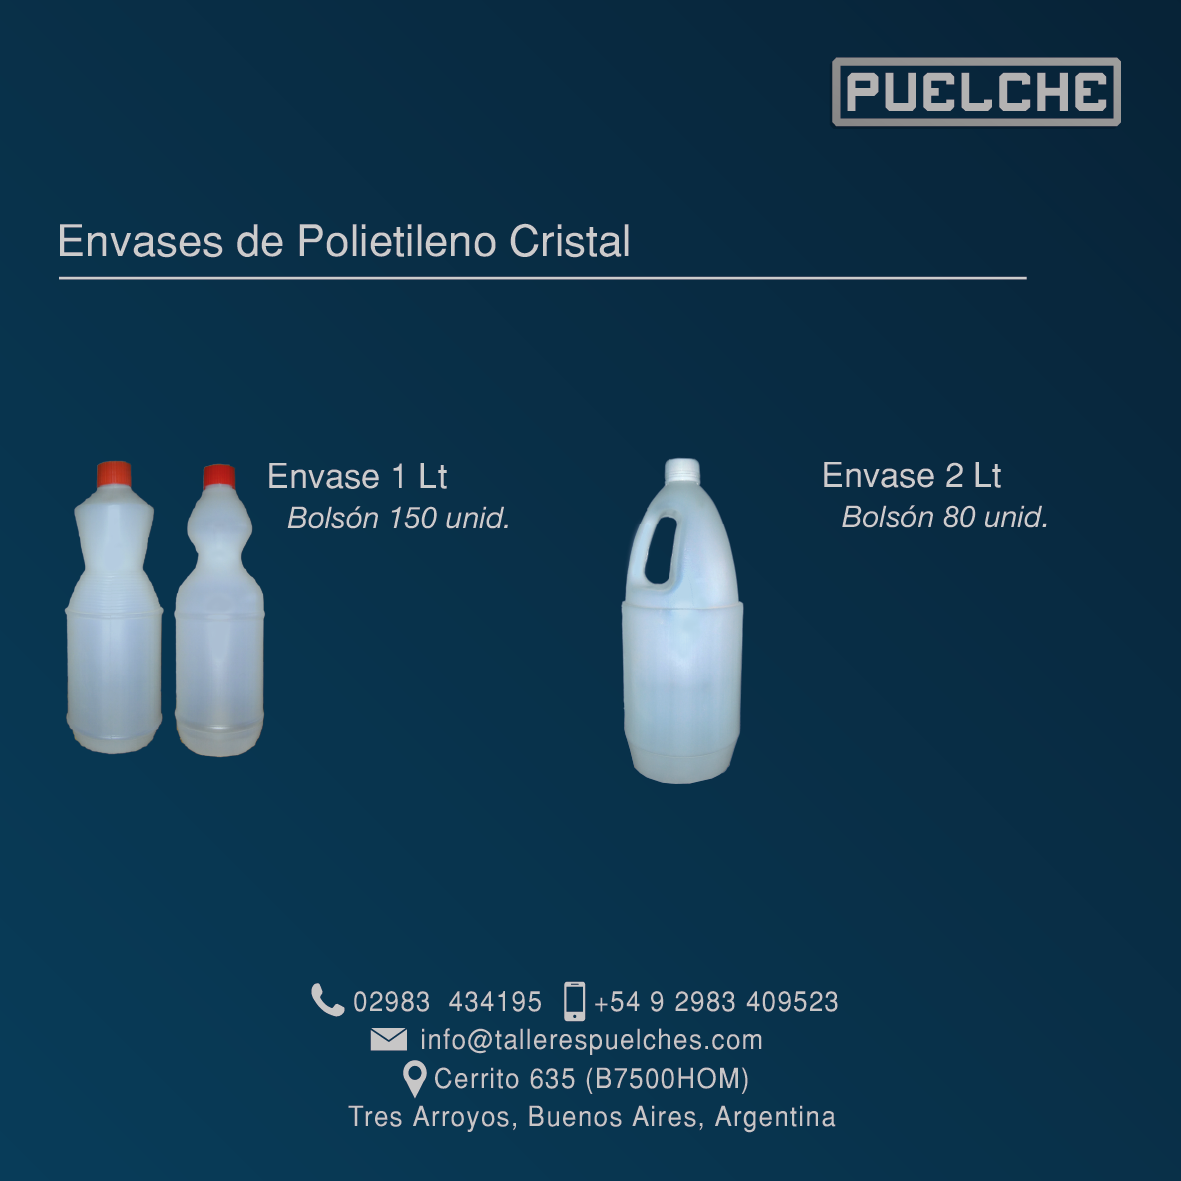 PUELCHE
Envases de Polietileno Cristal
Envase 1 Lt
Bolsón 150 unid.
Envase 2 Lt
Bolsón 80 unid.
02983 434195 +54 9 2983 409523
info@tallerespuelches.com
Cerrito 635 (B7500HOM)
Tres Arroyos, Buenos Aires, Argentina